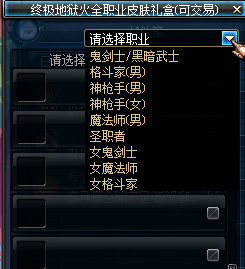 终极地狱火全职业皮肤礼盒(可交易)
请选择职业
鬼剑士/黑暗武士
请选择
格斗家(男)
神枪手(男)
神枪手(女)
魔法师(男)
圣职者
女鬼剑士
女魔法师
女格斗家